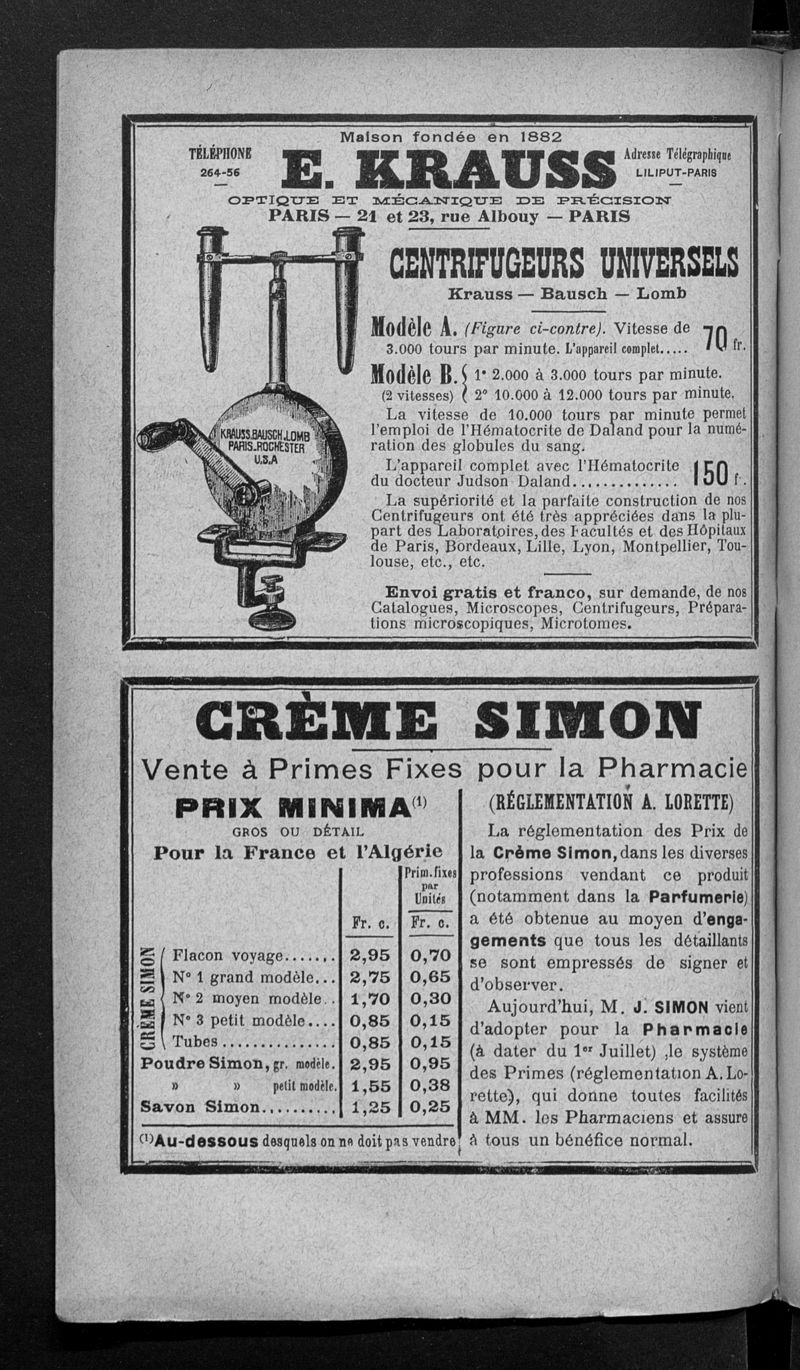 Maison fondée en 1882
TÉLÉPHONE
264-56
E. KRAUSS
Adresse Télégraphique
LILIPUT-PARIS
OPTIQUE ET MÉCANIQUE DE PRÉCISION
PARIS — 21 et 23, rue Albouy — PARIS
CENTRIFUGEURS UNIVERSELS
Krauss — Bausch — Lomb
Modèle A. (Figure ci-contre). Vitesse de
3.000 tours par minute. L'appareil complet..... 70 fr.
Modèle B. { 1° 2.000 à 3.000 tours par minute.
(2 vitesses) { 2° 10.000 à 12.000 tours par minute.
La vitesse de 10.000 tours par minute permet
l'emploi de l'Hématocrite de Daland pour la numé-
ration des globules du sang.
L'appareil complet avec l'Hématocrite
du docteur Judson Daland.............. 150 f.
La supériorité et la parfaite construction de nos
Centrifugeurs ont été très appréciées dans la plu-
part des Laboratoires, des Facultés et des Hôpitaux
de Paris, Bordeaux, Lille, Lyon, Montpellier, Tou-
louse, etc., etc.
Envoi gratis et franco, sur demande, de nos
Catalogues, Microscopes, Centrifugeurs, Prépara-
tions microscopiques, Microtomes.
KRAUSS.BAUSCH.LOMB
PARIS.ROCHESTER
U.S.A
CRÈME SIMON
Vente à Primes Fixes pour la Pharmacie
PRIX MINIMA(1)
GROS OU DÉTAIL
Pour la France et l'Algérie
Prim. fixes
par
Unités
Fr. c. Fr. c.
CRÈME SIMON
Flacon voyage....... 2,95 0,70
N° 1 grand modèle... 2,75 0,65
N° 2 moyen modèle.. 1,70 0,30
N° 3 petit modèle.... 0,85 0,15
Tubes............... 0,85 0,15
Poudre Simon, gr. modèle. 2,95 0,95
» » petit modèle. 1,55 0,38
Savon Simon.......... 1,25 0,25
(1) Au-dessous desquels on ne doit pas vendre
(RÉGLEMENTATION A. LORETTE)
La réglementation des Prix de
la Crème Simon, dans les diverses
professions vendant ce produit
(notamment dans la Parfumerie)
a été obtenue au moyen d'enga-
gements que tous les détaillants
se sont empressés de signer et
d'observer.
Aujourd'hui, M. J. SIMON vient
d'adopter pour la Pharmacie
(à dater du 1er Juillet) ,le système
des Primes (réglementation A. Lo-
rette), qui donne toutes facilités
à MM. les Pharmaciens et assure
à tous un bénéfice normal.